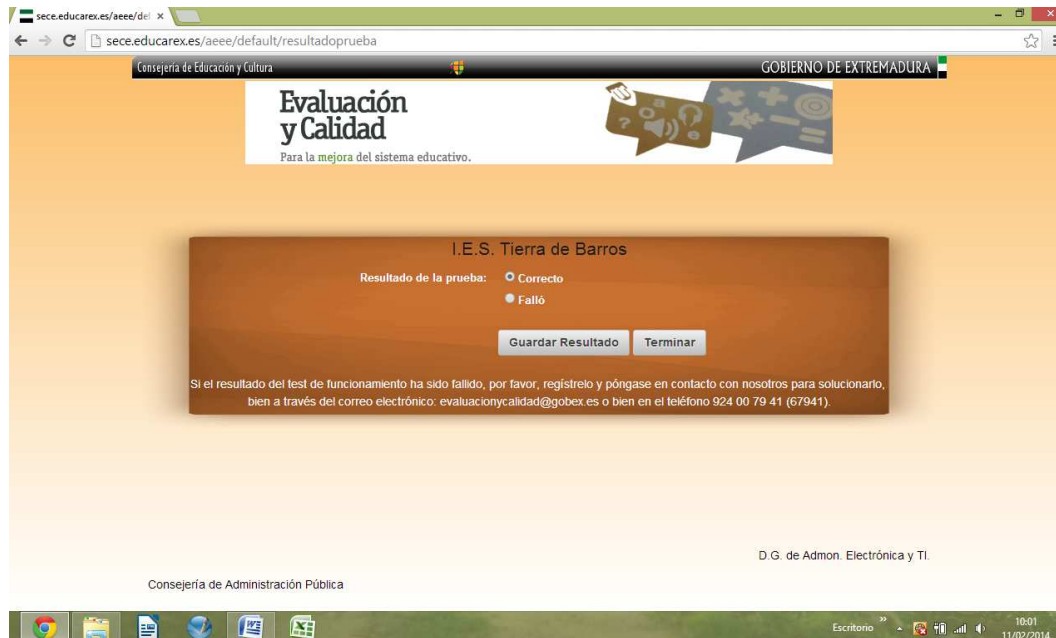 sece.educarex.es/aeee/def
sece.educarex.es/aeee/default/resultadoprueba
Consejería de Educación y Cultura
GOBIERNO DE EXTREMADURA
Evaluación
y Calidad
Para la mejora del sistema educativo.
I.E.S. Tierra de Barros
Resultado de la prueba:
Correcto
Falló
Guardar Resultado Terminar
Si el resultado del test de funcionamiento ha sido fallido, por favor, regístrelo y póngase en contacto con nosotros para solucionarlo,
bien a través del correo electrónico: evaluacionycalidad@gobex.es o bien en el teléfono 924 00 79 41 (67941).
D.G. de Admon. Electrónica y TI.
Consejería de Administración Pública
Escritorio
10:01
11/02/2014